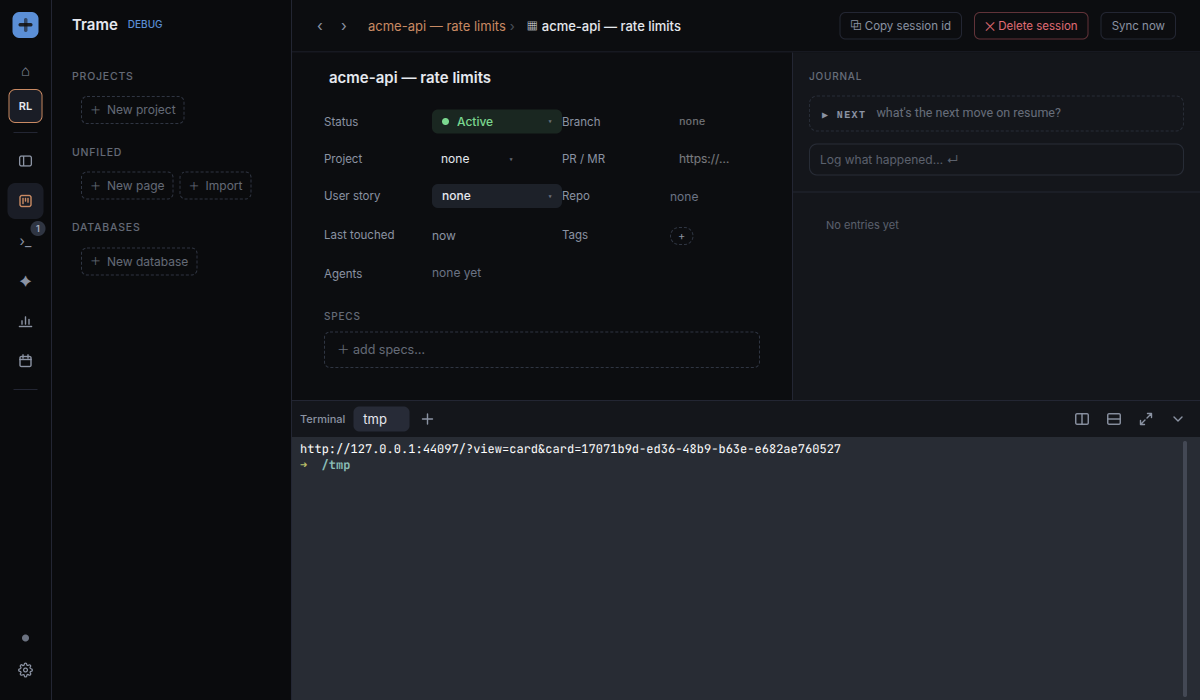 Trame DEBUG
RL
PROJECTS
+ New project
UNFILED
+ New page
+ Import
DATABASES
+ New database
1
‹ › acme-api — rate limits › acme-api — rate limits
Copy session id
Delete session
Sync now
acme-api — rate limits
Status Active Branch none
Project none PR / MR https://...
User story none Repo none
Last touched now Tags +
Agents none yet
SPECS
+ add specs...
JOURNAL
▸ NEXT what's the next move on resume?
Log what happened... ↵
No entries yet
Terminal tmp +
http://127.0.0.1:44097/?view=card&card=17071b9d-ed36-48b9-b63e-e682ae760527
➜ /tmp